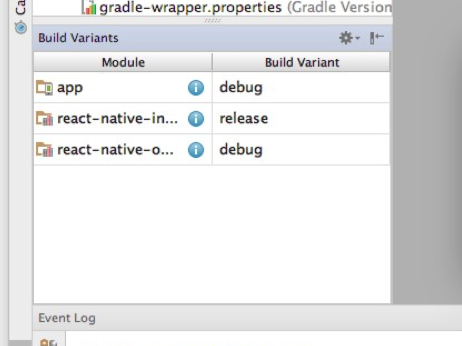 Ca
gradle-wrapper.properties (Gradle Version
Build Variants
Module Build Variant
app debug
react-native-in... release
react-native-o... debug
Event Log